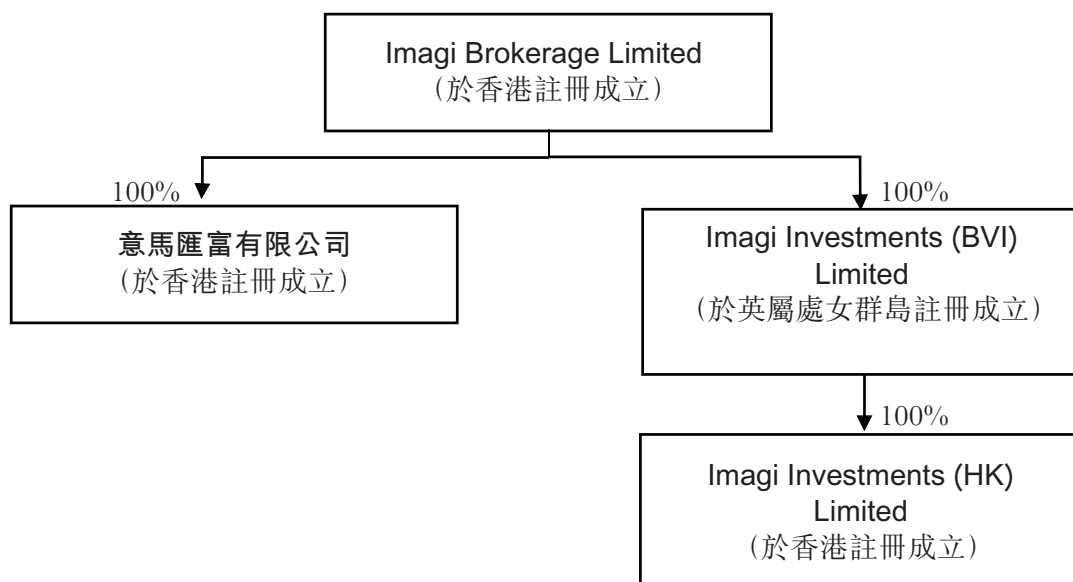 Imagi Brokerage Limited
（於香港註冊成立）
100%
100%
意馬匯富有限公司
（於香港註冊成立）
Imagi Investments (BVI)
Limited
（於英屬處女群島註冊成立）
100%
Imagi Investments (HK)
Limited
（於香港註冊成立）